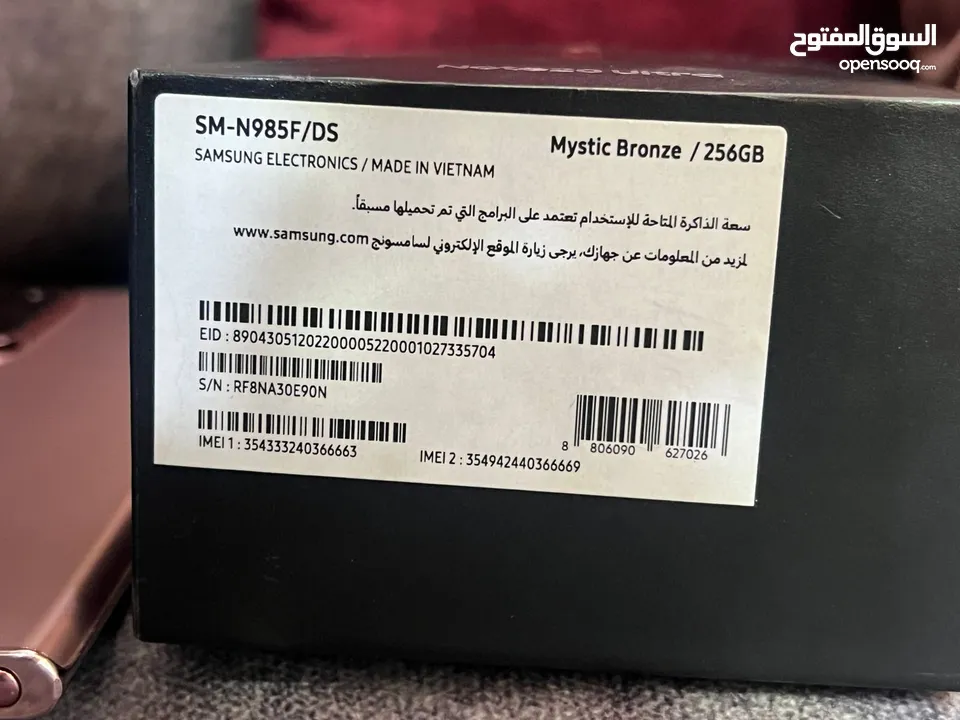 السوق المفتوح
opensooq.com
SM-N985F/DS
Mystic Bronze / 256GB
SAMSUNG ELECTRONICS / MADE IN VIETNAM
سعة الذاكرة المتاحة للإستخدام تعتمد على البرامج التي تم تحميلها مسبقاً.
لمزيد من المعلومات عن جهازك، يرجى زيارة الموقع الإلكتروني لسامسونج www.samsung.com
EID : 89043051202200005220001027335704
S/N : RF8NA30E90N
IMEI 1 : 354333240366663
IMEI 2 : 354942440366669
8 806090 627026